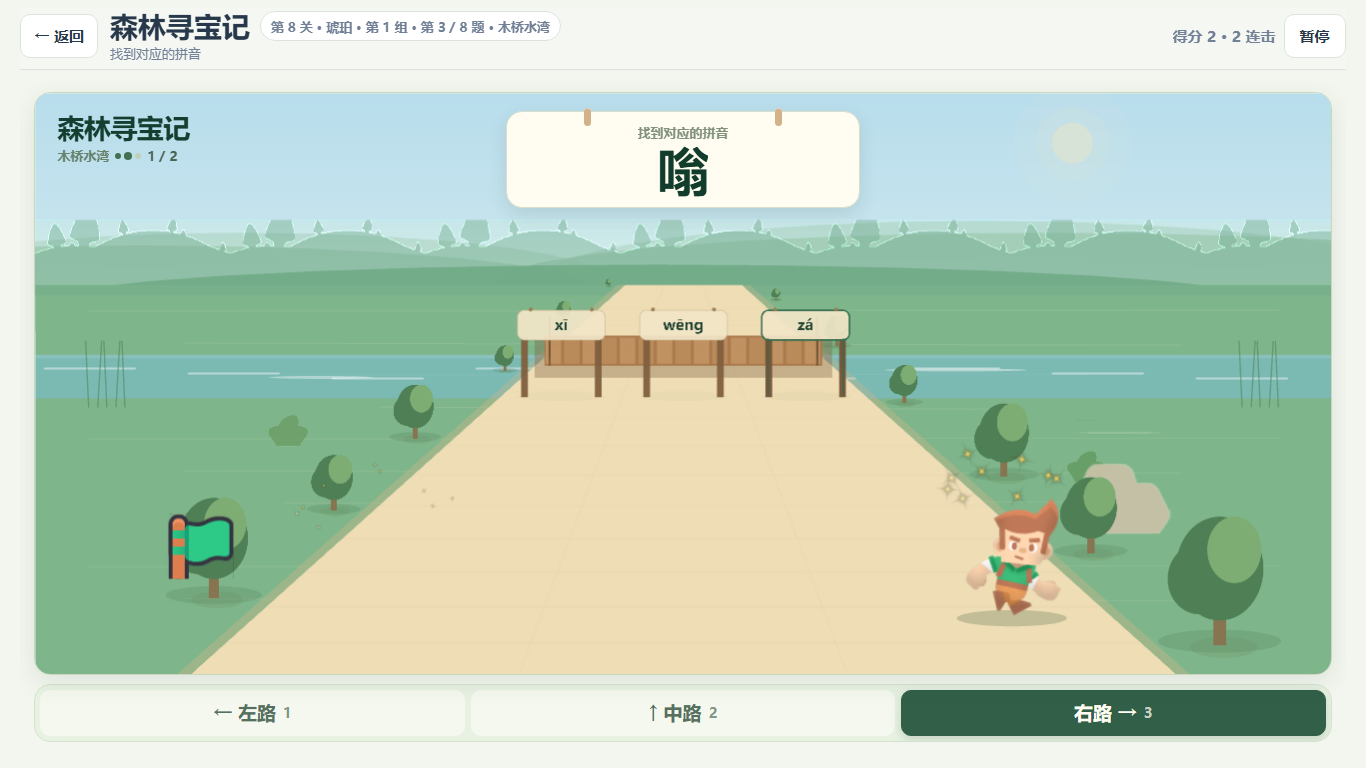 ← 返回
森林寻宝记
第 8 关 • 琥珀 • 第 1 组 • 第 3 / 8 题 • 木桥水湾
找到对应的拼音
得分 2 • 2 连击
暂停
森林寻宝记
木桥水湾 1 / 2
找到对应的拼音
嗡
xī
wēng
zá
← 左路 1
↑ 中路 2
右路 → 3